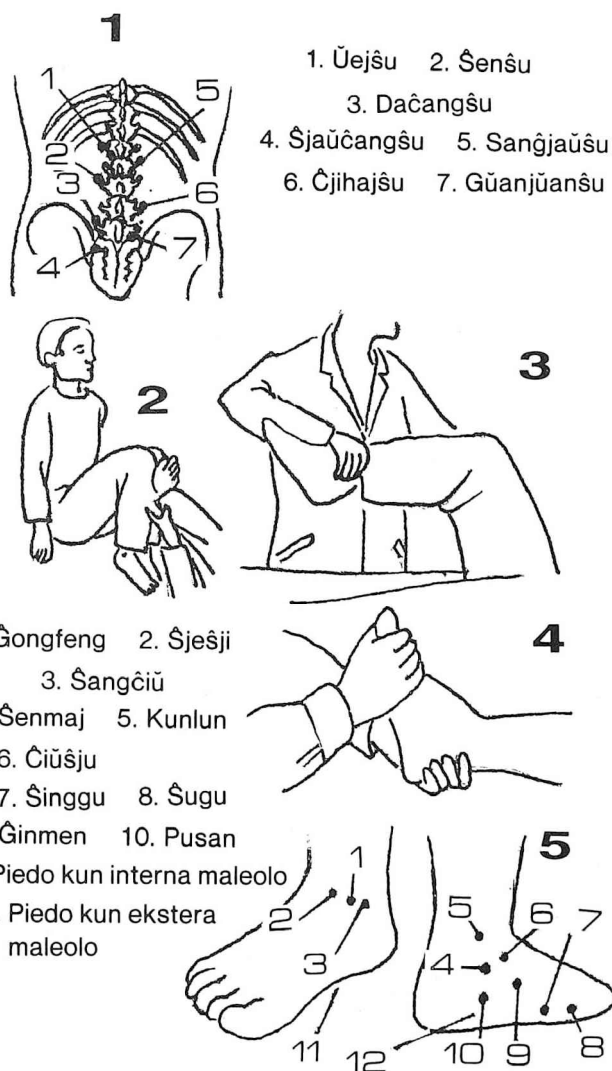 1
1 5
2
3 6
4 7
1. Ŭejŝu 2. Ŝenŝu
3. Daĉangŝu
4. Ŝjaŭĉangŝu 5. Sanĝjaŭŝu
6. Ĉjihajŝu 7. Gŭanjŭanŝu
2
3
4
Ĝongfeng 2. Ŝjeŝji
3. Ŝangĉiŭ
Ŝenmaj 5. Kunlun
6. Ĉiŭŝju
7. Ŝinggu 8. Ŝugu
Ĝinmen 10. Pusan
Piedo kun interna maleolo
Piedo kun ekstera
maleolo
5
1
2
3
11
5 6 7
4
12 10 9 8